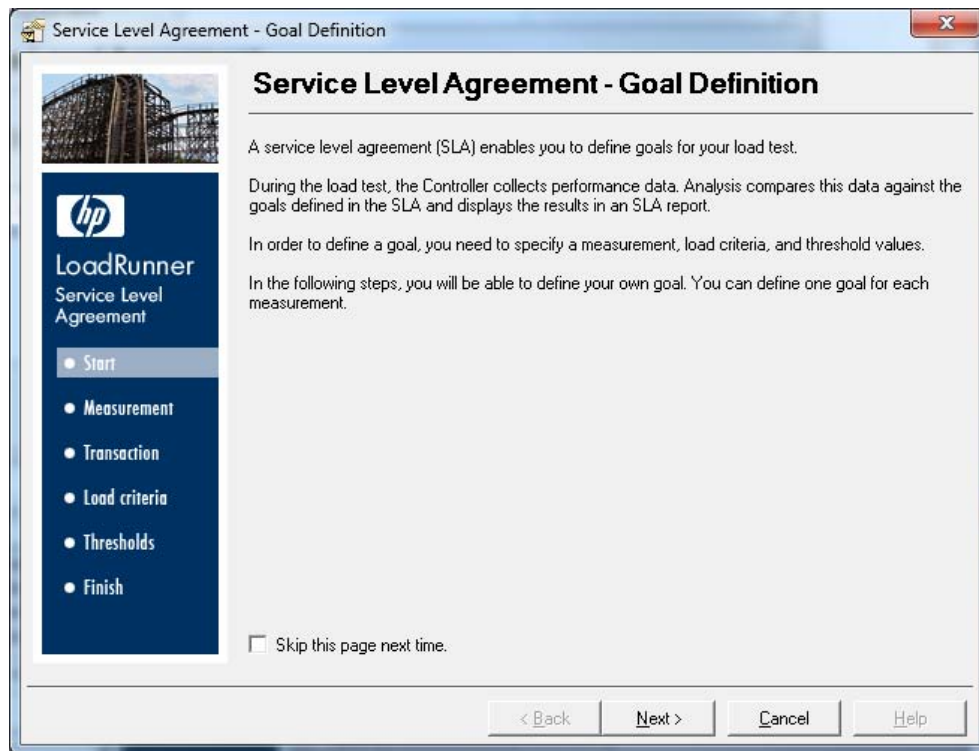 Service Level Agreement - Goal Definition
x
Service Level Agreement - Goal Definition
A service level agreement (SLA) enables you to define goals for your load test.
During the load test, the Controller collects performance data. Analysis compares this data against the
goals defined in the SLA and displays the results in an SLA report.
In order to define a goal, you need to specify a measurement, load criteria, and threshold values.
In the following steps, you will be able to define your own goal. You can define one goal for each
measurement.
hp
LoadRunner
Service Level
Agreement
Start
Measurement
Transaction
Load criteria
Thresholds
Finish
Skip this page next time.
< Back
Next >
Cancel
Help